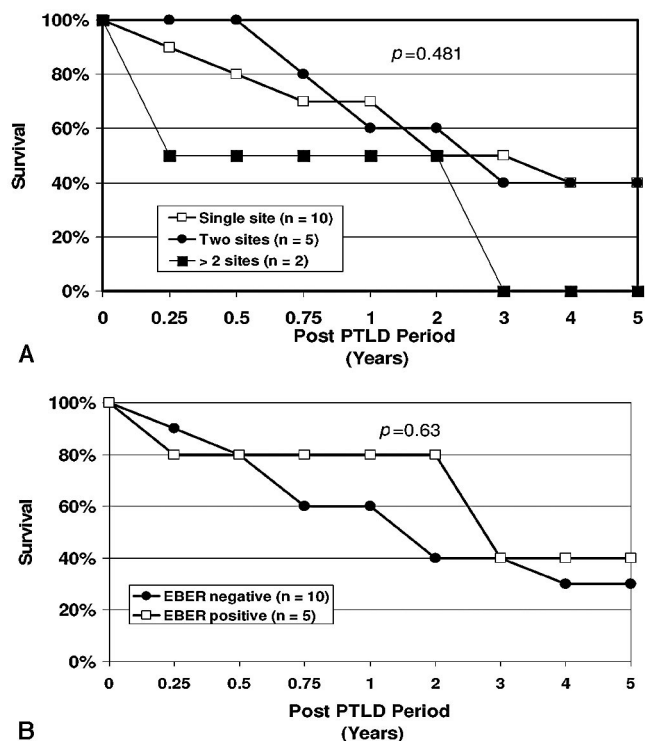 100%
80%
60%
40%
20%
0%
Survival
p=0.481
Single site (n = 10)
Two sites (n = 5)
> 2 sites (n = 2)
0 0.25 0.5 0.75 1 2 3 4 5
Post PTLD Period
(Years)
A
100%
80%
60%
40%
20%
0%
Survival
p=0.63
EBER negative (n = 10)
EBER positive (n = 5)
0 0.25 0.5 0.75 1 2 3 4 5
Post PTLD Period
(Years)
B